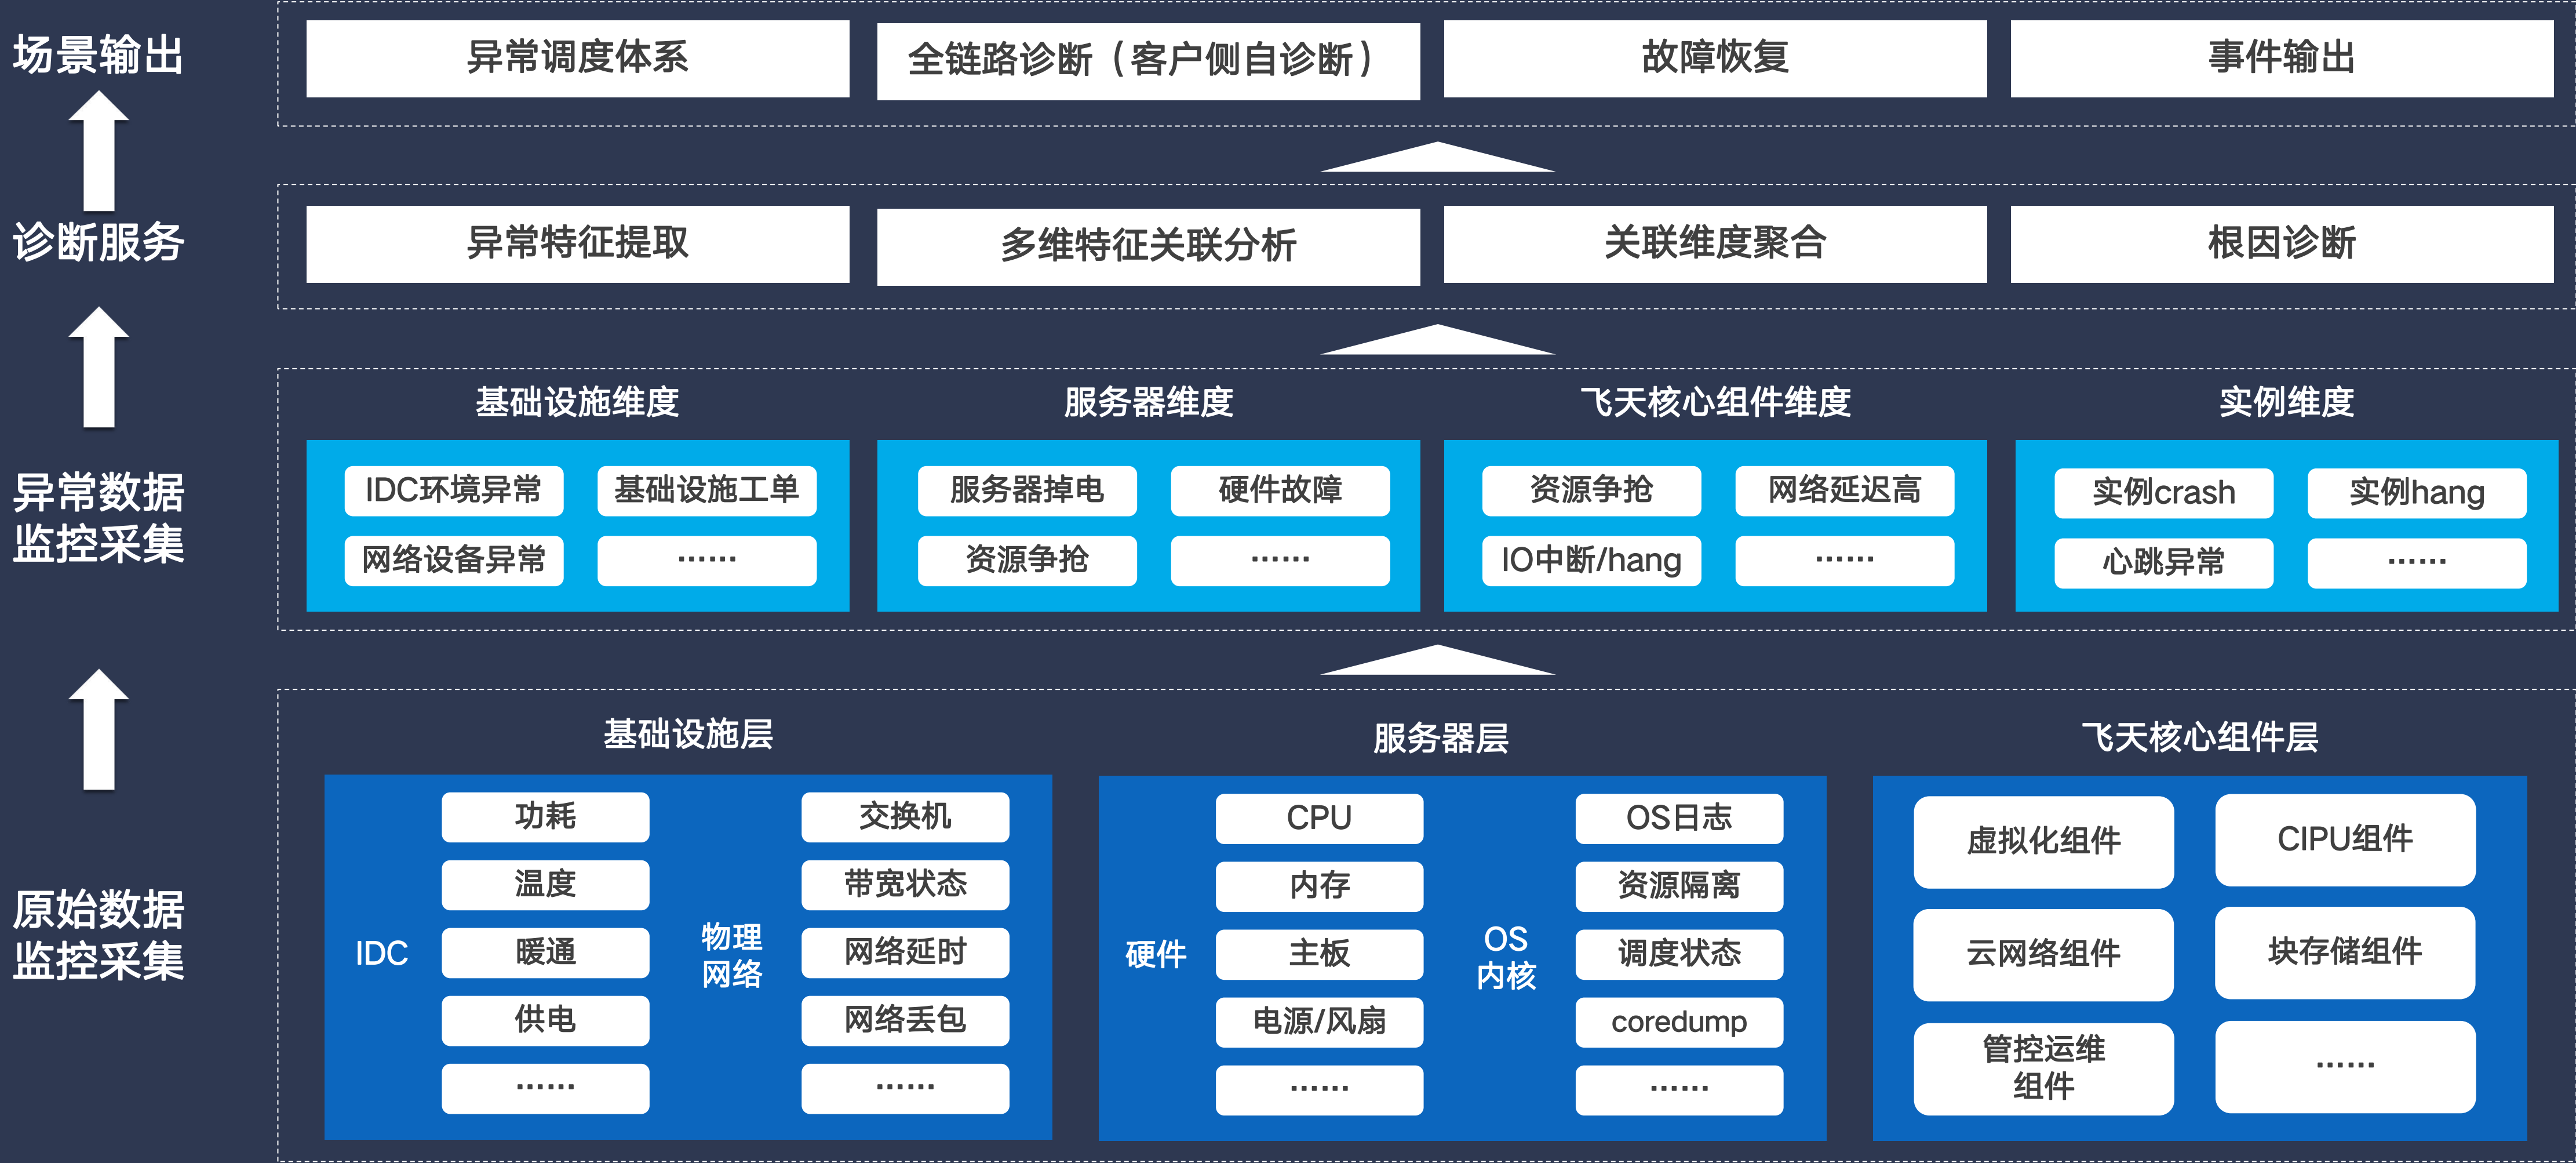 场景输出
异常调度体系
全链路诊断（客户侧自诊断）
故障恢复
事件输出
诊断服务
异常特征提取
多维特征关联分析
关联维度聚合
根因诊断
异常数据
监控采集
基础设施维度
IDC环境异常
基础设施工单
网络设备异常
……
服务器维度
服务器掉电
硬件故障
资源争抢
……
飞天核心组件维度
资源争抢
网络延迟高
IO中断/hang
……
实例维度
实例crash
实例hang
心跳异常
……
原始数据
监控采集
基础设施层
IDC
功耗
温度
暖通
供电
……
物理
网络
交换机
带宽状态
网络延时
网络丢包
……
服务器层
硬件
CPU
内存
主板
电源/风扇
……
OS
内核
OS日志
资源隔离
调度状态
coredump
……
飞天核心组件层
虚拟化组件
CIPU组件
云网络组件
块存储组件
管控运维
组件
……